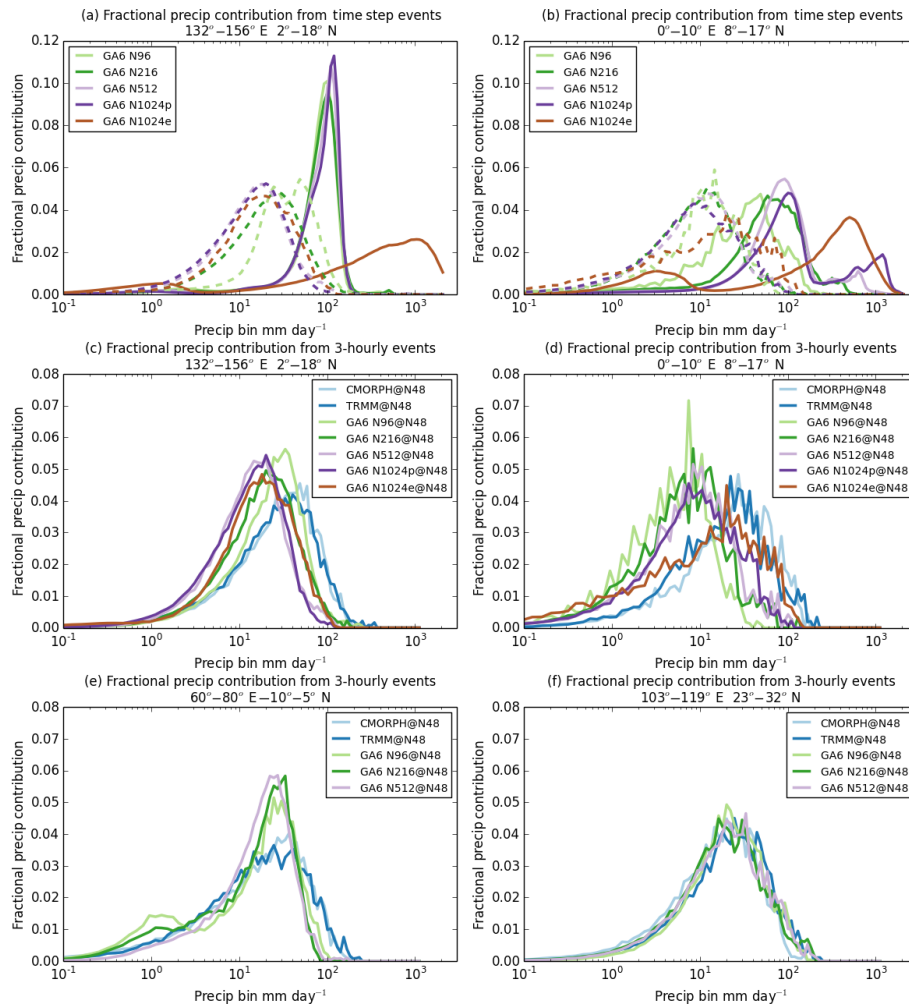 (a) Fractional precip contribution from time step events
132°−156° E 2°−18° N
Fractional precip contribution
0.12
0.10
0.08
0.06
0.04
0.02
0.00
GA6 N96
GA6 N216
GA6 N512
GA6 N1024p
GA6 N1024e
10⁻¹ 10⁰ 10¹ 10² 10³
Precip bin mm day⁻¹
(b) Fractional precip contribution from time step events
0°−10° E 8°−17° N
Fractional precip contribution
0.12
0.10
0.08
0.06
0.04
0.02
0.00
GA6 N96
GA6 N216
GA6 N512
GA6 N1024p
GA6 N1024e
10⁻¹ 10⁰ 10¹ 10² 10³
Precip bin mm day⁻¹
(c) Fractional precip contribution from 3-hourly events
132°−156° E 2°−18° N
Fractional precip contribution
0.08
0.07
0.06
0.05
0.04
0.03
0.02
0.01
0.00
CMORPH@N48
TRMM@N48
GA6 N96@N48
GA6 N216@N48
GA6 N512@N48
GA6 N1024p@N48
GA6 N1024e@N48
10⁻¹ 10⁰ 10¹ 10² 10³
Precip bin mm day⁻¹
(d) Fractional precip contribution from 3-hourly events
0°−10° E 8°−17° N
Fractional precip contribution
0.08
0.07
0.06
0.05
0.04
0.03
0.02
0.01
0.00
CMORPH@N48
TRMM@N48
GA6 N96@N48
GA6 N216@N48
GA6 N512@N48
GA6 N1024p@N48
GA6 N1024e@N48
10⁻¹ 10⁰ 10¹ 10² 10³
Precip bin mm day⁻¹
(e) Fractional precip contribution from 3-hourly events
60°−80° E −10°−5° N
Fractional precip contribution
0.08
0.07
0.06
0.05
0.04
0.03
0.02
0.01
0.00
CMORPH@N48
TRMM@N48
GA6 N96@N48
GA6 N216@N48
GA6 N512@N48
10⁻¹ 10⁰ 10¹ 10² 10³
Precip bin mm day⁻¹
(f) Fractional precip contribution from 3-hourly events
103°−119° E 23°−32° N
Fractional precip contribution
0.08
0.07
0.06
0.05
0.04
0.03
0.02
0.01
0.00
CMORPH@N48
TRMM@N48
GA6 N96@N48
GA6 N216@N48
GA6 N512@N48
10⁻¹ 10⁰ 10¹ 10² 10³
Precip bin mm day⁻¹